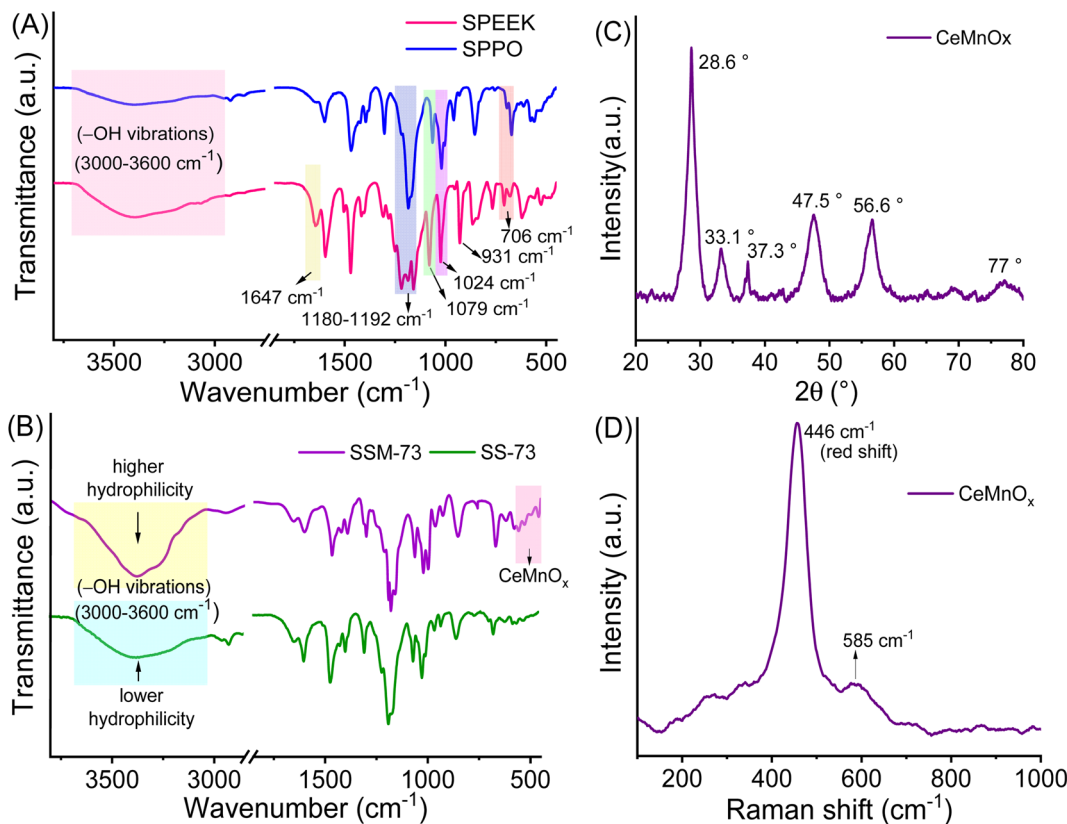 (A)
SPEEK
SPPO
Transmittance (a.u.)
(−OH vibrations)
(3000-3600 cm⁻¹)
1647 cm⁻¹
1180-1192 cm⁻¹
1079 cm⁻¹
1024 cm⁻¹
931 cm⁻¹
706 cm⁻¹
3500 3000 1500 1000 500
Wavenumber (cm⁻¹)
(C)
CeMnOx
Intensity(a.u.)
28.6 °
33.1 °
37.3 °
47.5 °
56.6 °
77 °
20 30 40 50 60 70 80
2θ (°)
(B)
SSM-73 SS-73
Transmittance (a.u.)
higher
hydrophilicity
(−OH vibrations)
(3000-3600 cm⁻¹)
lower
hydrophilicity
CeMnOₓ
3500 3000 1500 1000 500
Wavenumber (cm⁻¹)
(D)
446 cm⁻¹
(red shift)
CeMnOₓ
585 cm⁻¹
Intensity (a.u.)
200 400 600 800 1000
Raman shift (cm⁻¹)